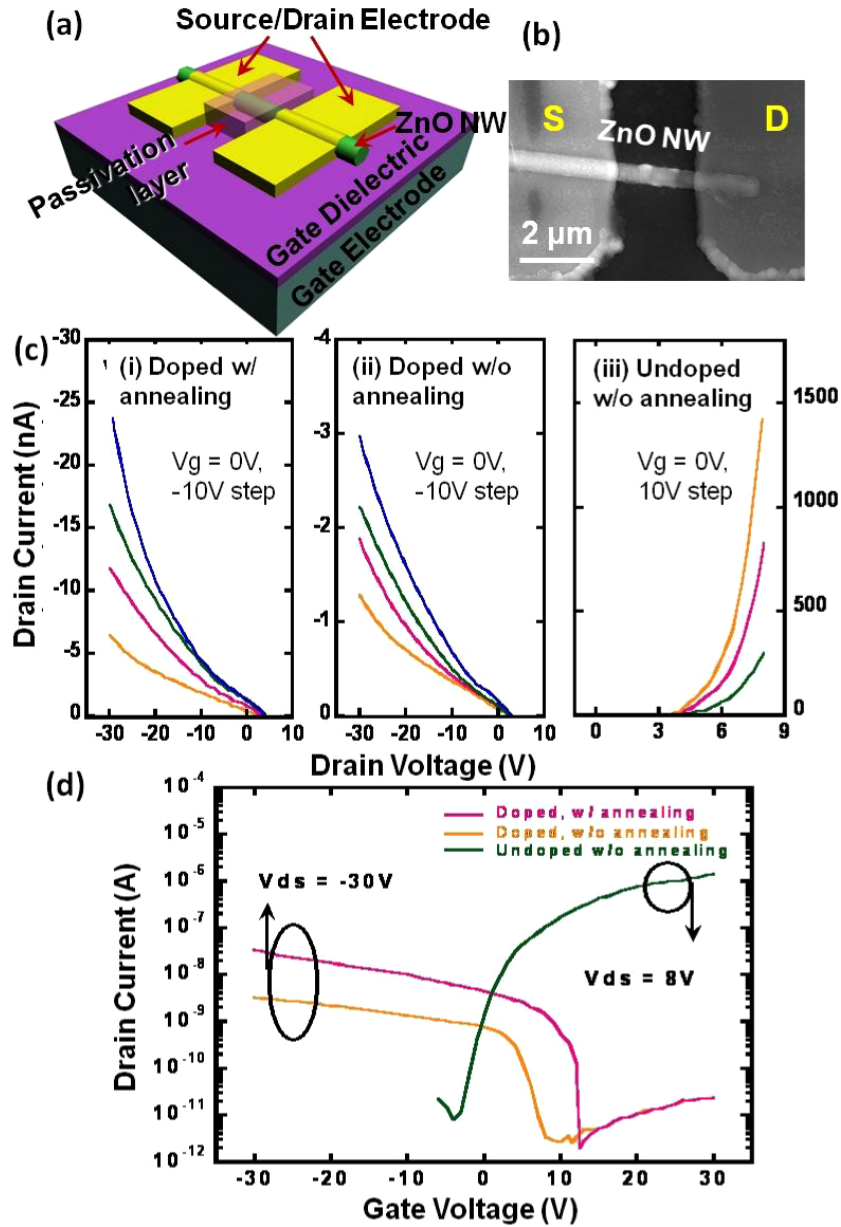 (a)
Source/Drain Electrode
ZnO NW
Passivation
layer
Gate Dielectric
Gate Electrode
(b)
S
D
ZnO NW
2 µm
(c)
Drain Current (nA)
-30
-25
-20
-15
-10
-5
0
(i) Doped w/
annealing
Vg = 0V,
-10V step
-30 -20 -10 0 10
-4
-3
-2
-1
0
(ii) Doped w/o
annealing
Vg = 0V,
-10V step
-30 -20 -10 0 10
(iii) Undoped
w/o annealing
Vg = 0V,
10V step
1500
1000
500
0
0 3 6 9
Drain Voltage (V)
(d)
Drain Current (A)
10-4
10-5
10-6
10-7
10-8
10-9
10-10
10-11
10-12
Doped, w/ annealing
Doped, w/o annealing
Undoped w/o annealing
Vds = -30V
Vds = 8V
-30 -20 -10 0 10 20 30
Gate Voltage (V)